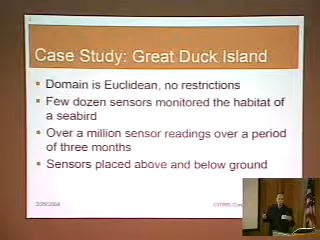 Case Study: Great Duck Island
Domain is Euclidean, no restrictions
Few dozen sensors monitored the habitat of
a seabird
Over a million sensor readings over a period
of three months
Sensors placed above and below ground